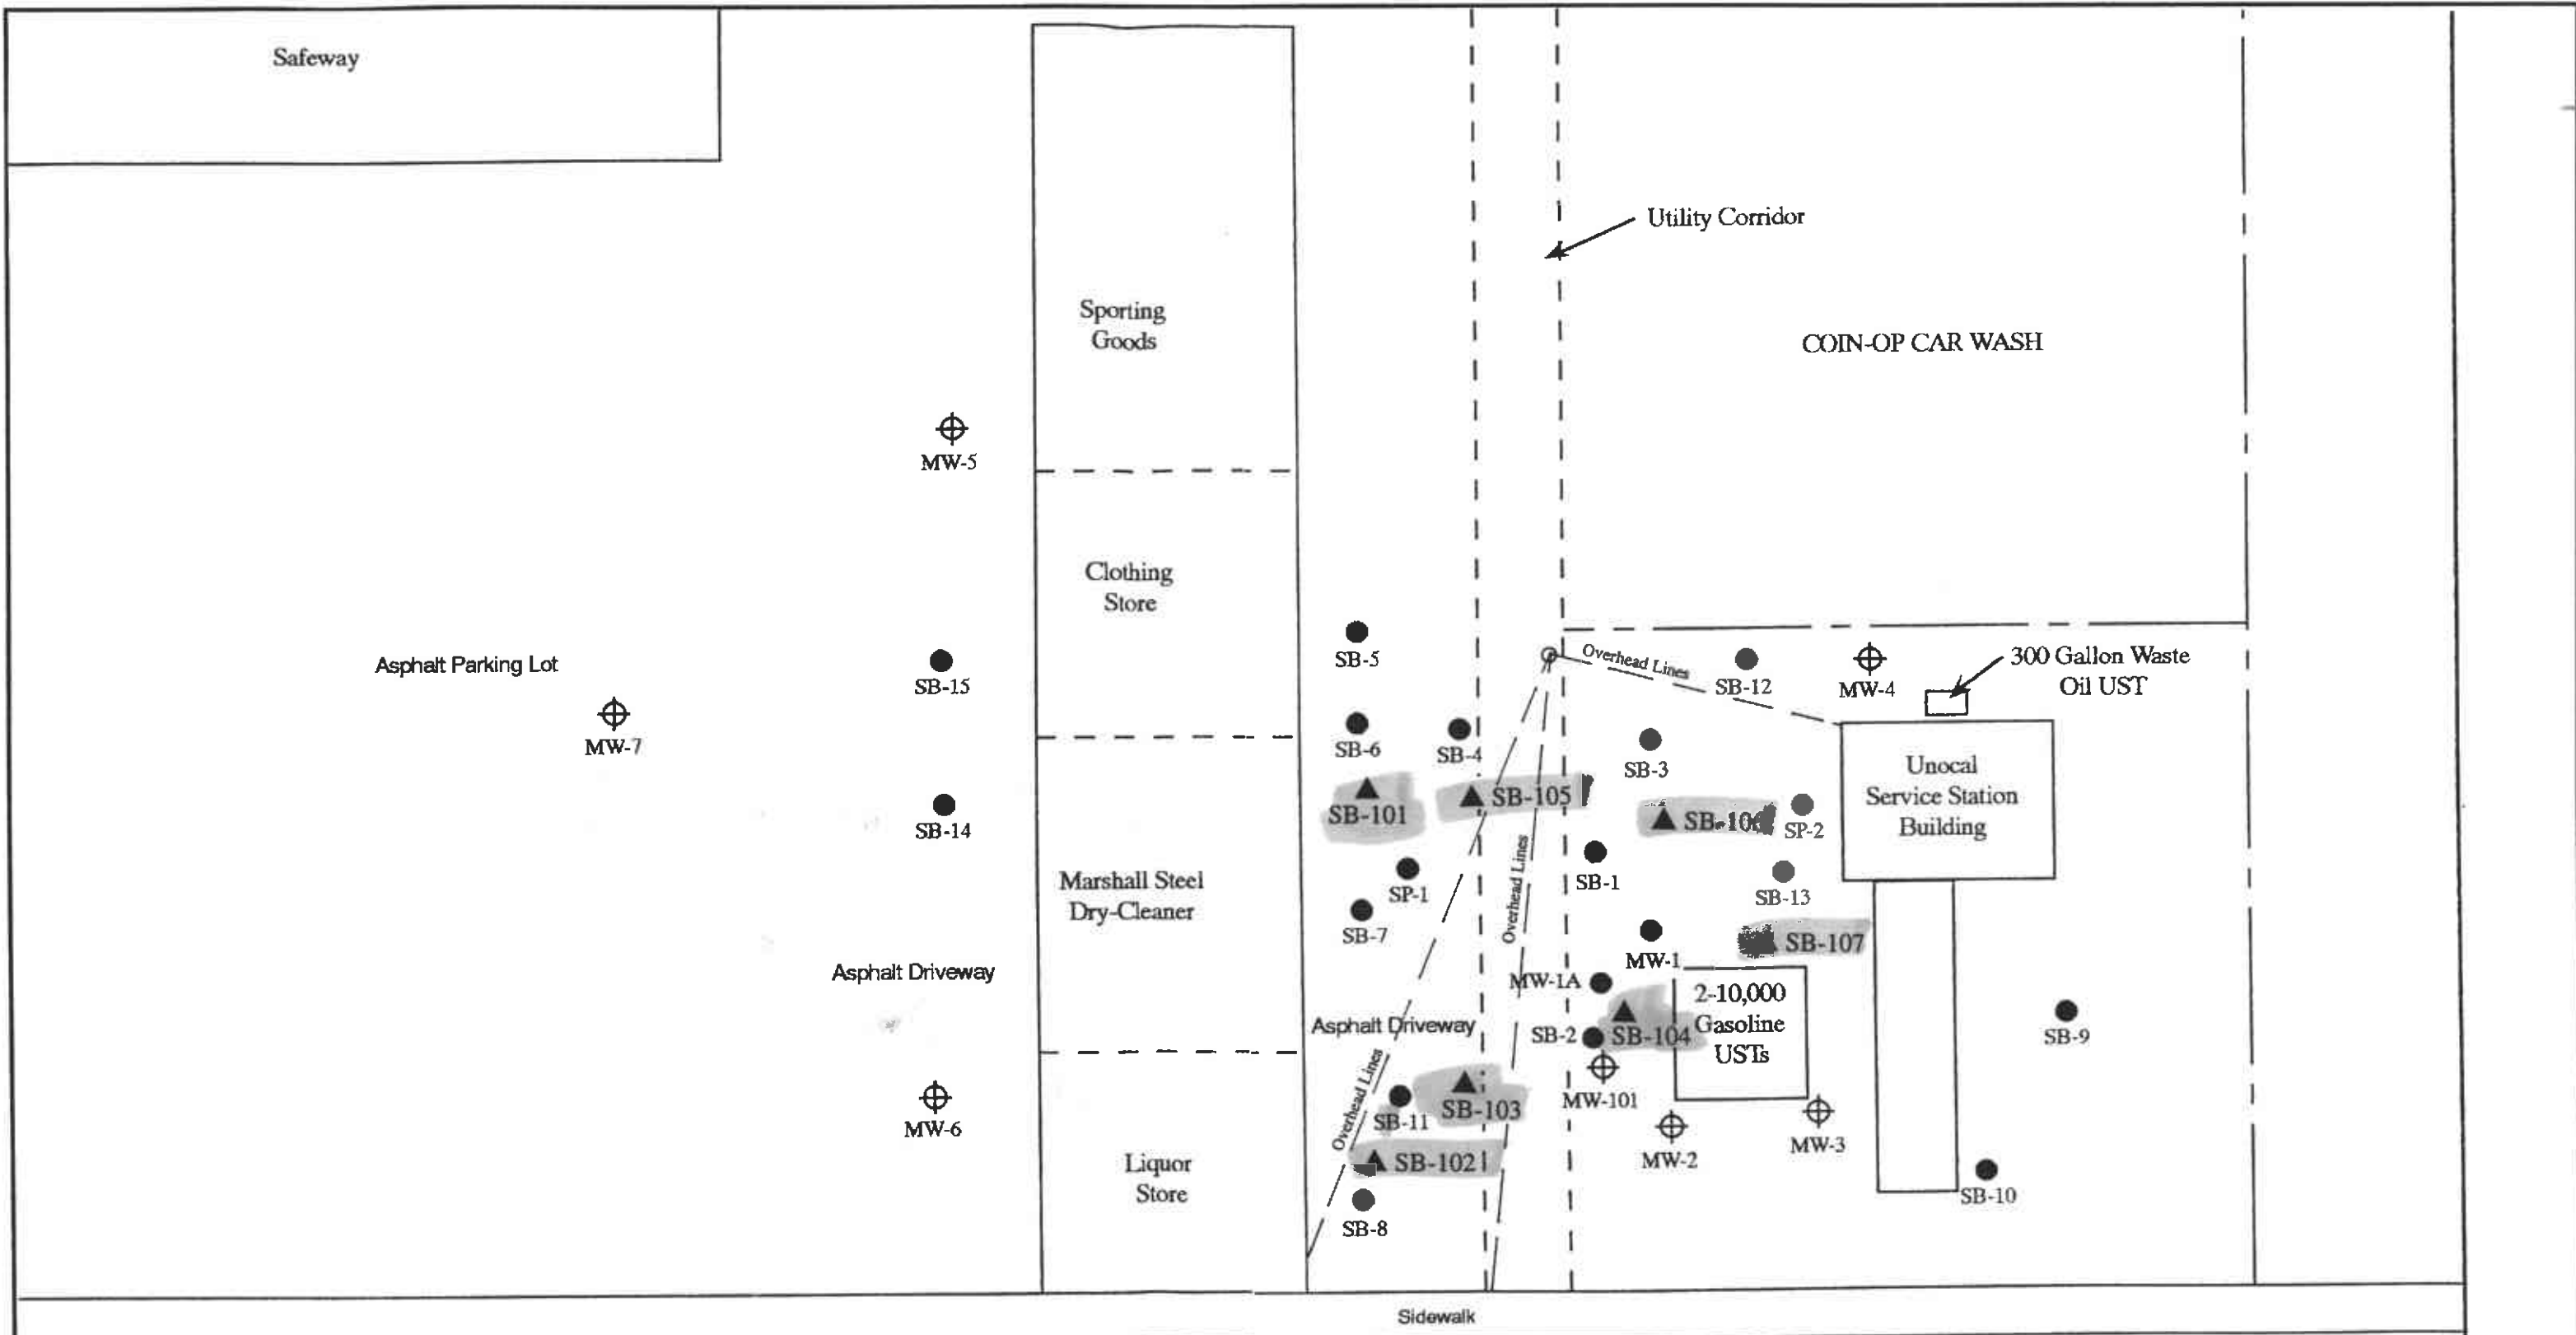 Safeway
Utility Corridor
Sporting
Goods
COIN-OP CAR WASH
MW-5
Clothing
Store
SB-5
Overhead Lines
300 Gallon Waste
Oil UST
Asphalt Parking Lot
SB-15
SB-12
MW-4
MW-7
SB-6
SB-4
SB-3
Unocal
Service Station
Building
SB-101
SB-105
SB-106
SP-2
SB-14
Marshall Steel
Dry-Cleaner
SP-1
SB-1
SB-13
SB-7
Overhead Lines
SB-107
MW-1
Asphalt Driveway
MW-1A
2-10,000
Gasoline
USTs
Asphalt Driveway
SB-2
SB-104
SB-9
Overhead Lines
MW-101
SB-103
SB-11
MW-6
MW-2
MW-3
Liquor
Store
SB-102
SB-10
SB-8
Sidewalk